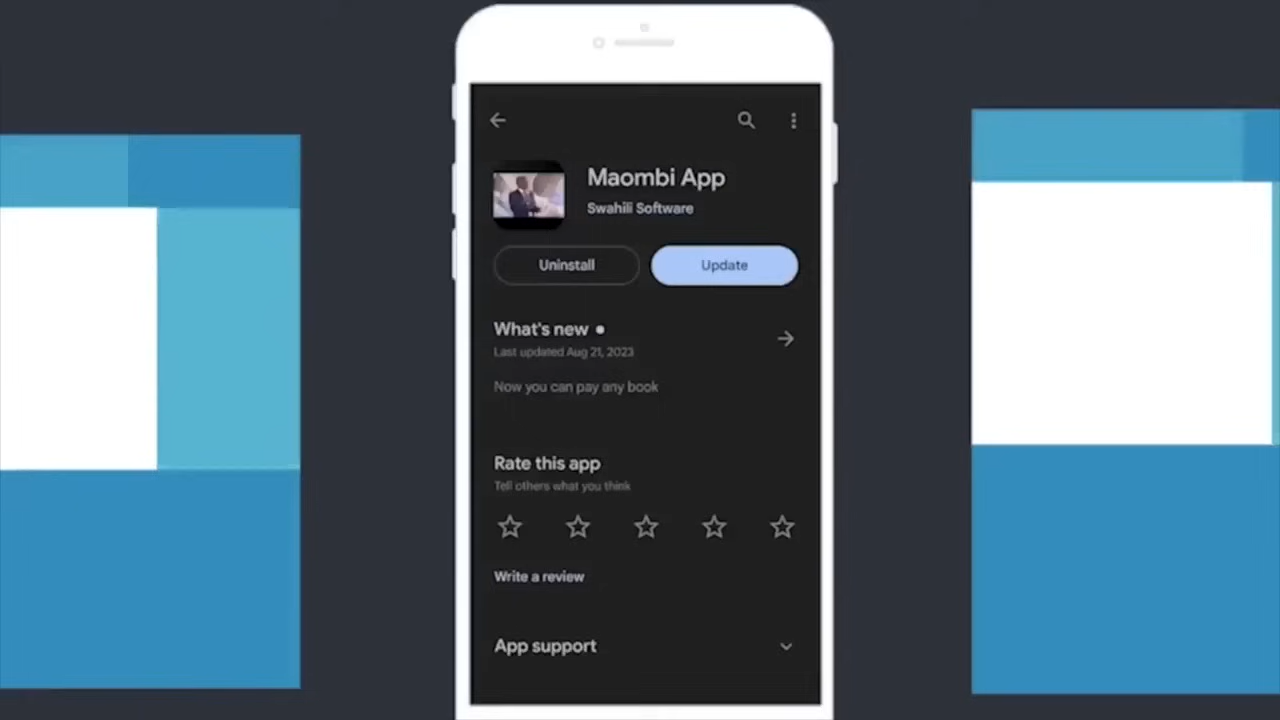 Maombi App
Swahili Software
Uninstall
Update
What's new
Last updated Aug 21, 2023
Now you can pay any book
Rate this app
Tell others what you think
Write a review
App support